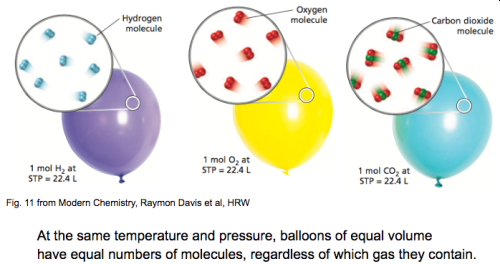 Hydrogen
molecule
Oxygen
molecule
Carbon dioxide
molecule
1 mol H₂ at
STP = 22.4 L
1 mol O₂ at
STP = 22.4 L
1 mol CO₂ at
STP = 22.4 L
Fig. 11 from Modern Chemistry, Raymon Davis et al, HRW
At the same temperature and pressure, balloons of equal volume
have equal numbers of molecules, regardless of which gas they contain.